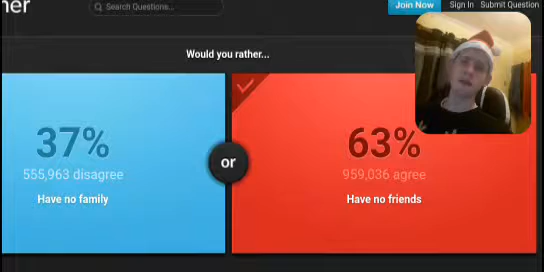 her
Search Questions...
Join Now
Sign In
Submit Question
Would you rather...
37%
555,963 disagree
Have no family
or
63%
959,036 agree
Have no friends